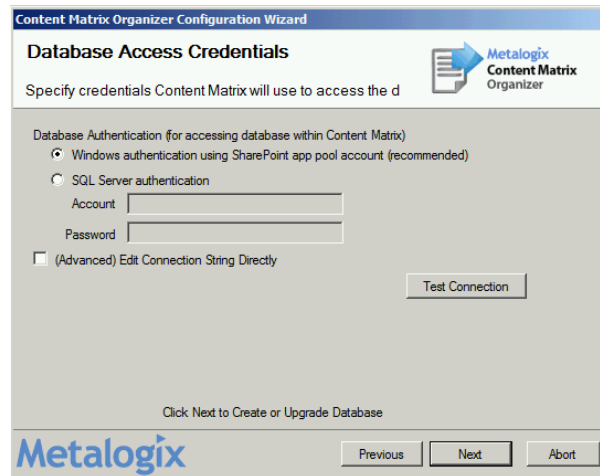 Content Matrix Organizer Configuration Wizard
Database Access Credentials
Specify credentials Content Matrix will use to access the d
Metalogix
Content Matrix
Organizer
Database Authentication (for accessing database within Content Matrix)
Windows authentication using SharePoint app pool account (recommended)
SQL Server authentication
Account
Password
(Advanced) Edit Connection String Directly
Test Connection
Click Next to Create or Upgrade Database
Metalogix
Previous
Next
Abort